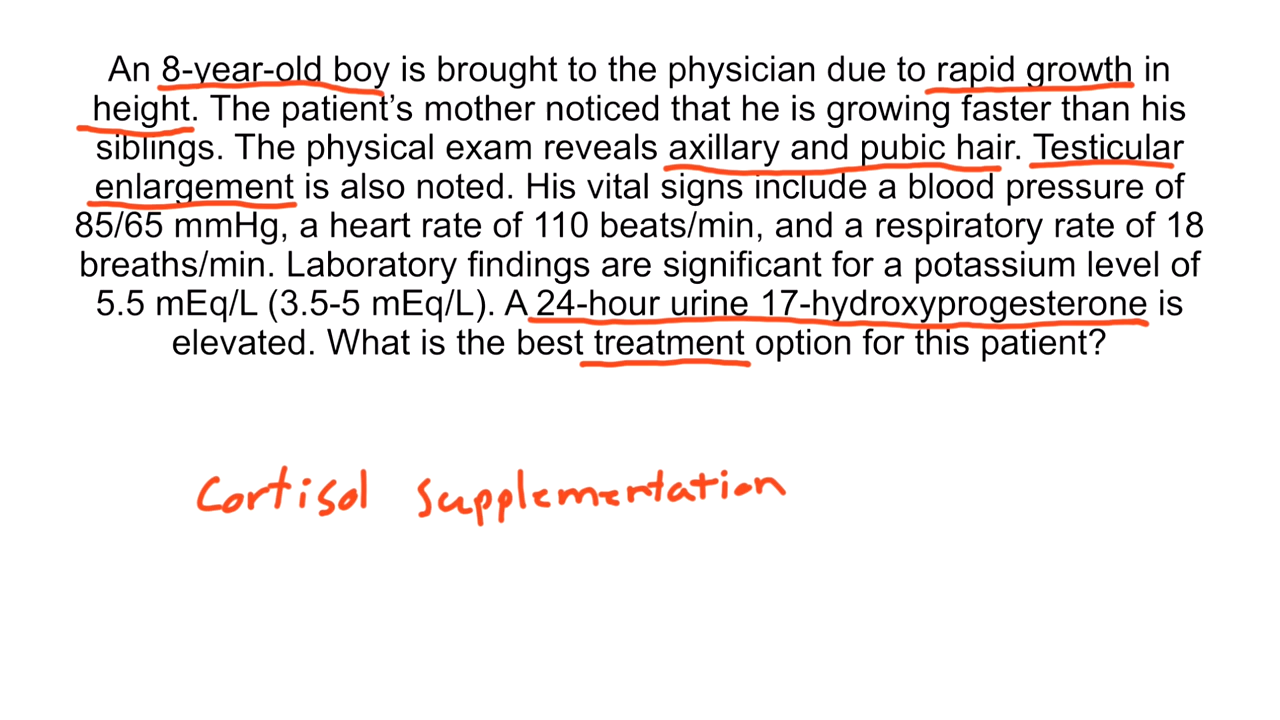 An 8-year-old boy is brought to the physician due to rapid growth in
height. The patient’s mother noticed that he is growing faster than his
siblings. The physical exam reveals axillary and pubic hair. Testicular
enlargement is also noted. His vital signs include a blood pressure of
85/65 mmHg, a heart rate of 110 beats/min, and a respiratory rate of 18
breaths/min. Laboratory findings are significant for a potassium level of
5.5 mEq/L (3.5-5 mEq/L). A 24-hour urine 17-hydroxyprogesterone is
elevated. What is the best treatment option for this patient?
Cortisol supplementation